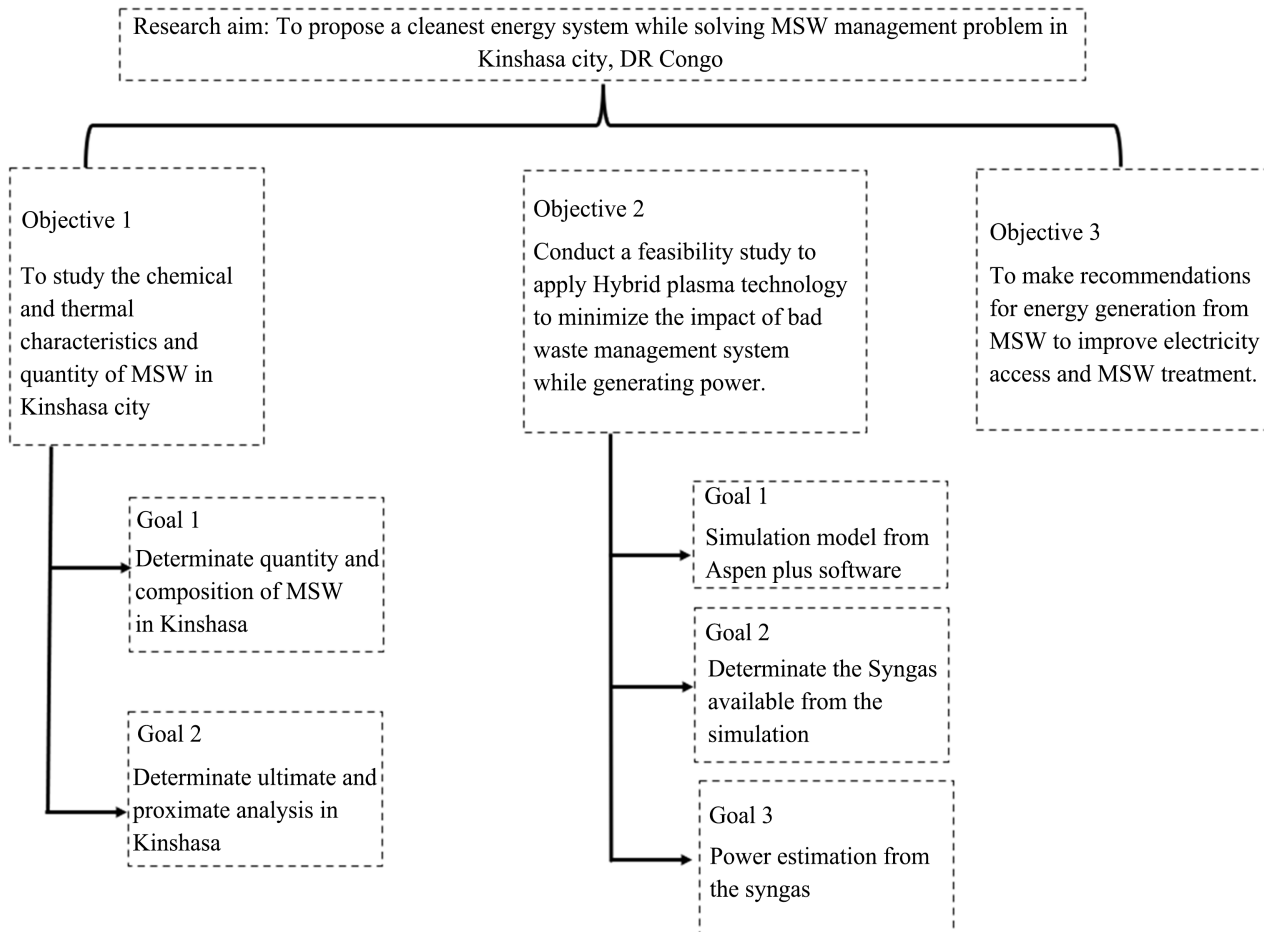 Research aim: To propose a cleanest energy system while solving MSW management problem in
Kinshasa city, DR Congo
Objective 1
To study the chemical
and thermal
characteristics and
quantity of MSW in
Kinshasa city
Goal 1
Determinate quantity and
composition of MSW
in Kinshasa
Goal 2
Determinate ultimate and
proximate analysis in
Kinshasa
Objective 2
Conduct a feasibility study to
apply Hybrid plasma technology
to minimize the impact of bad
waste management system
while generating power.
Goal 1
Simulation model from
Aspen plus software
Goal 2
Determinate the Syngas
available from the
simulation
Goal 3
Power estimation from
the syngas
Objective 3
To make recommendations
for energy generation from
MSW to improve electricity
access and MSW treatment.